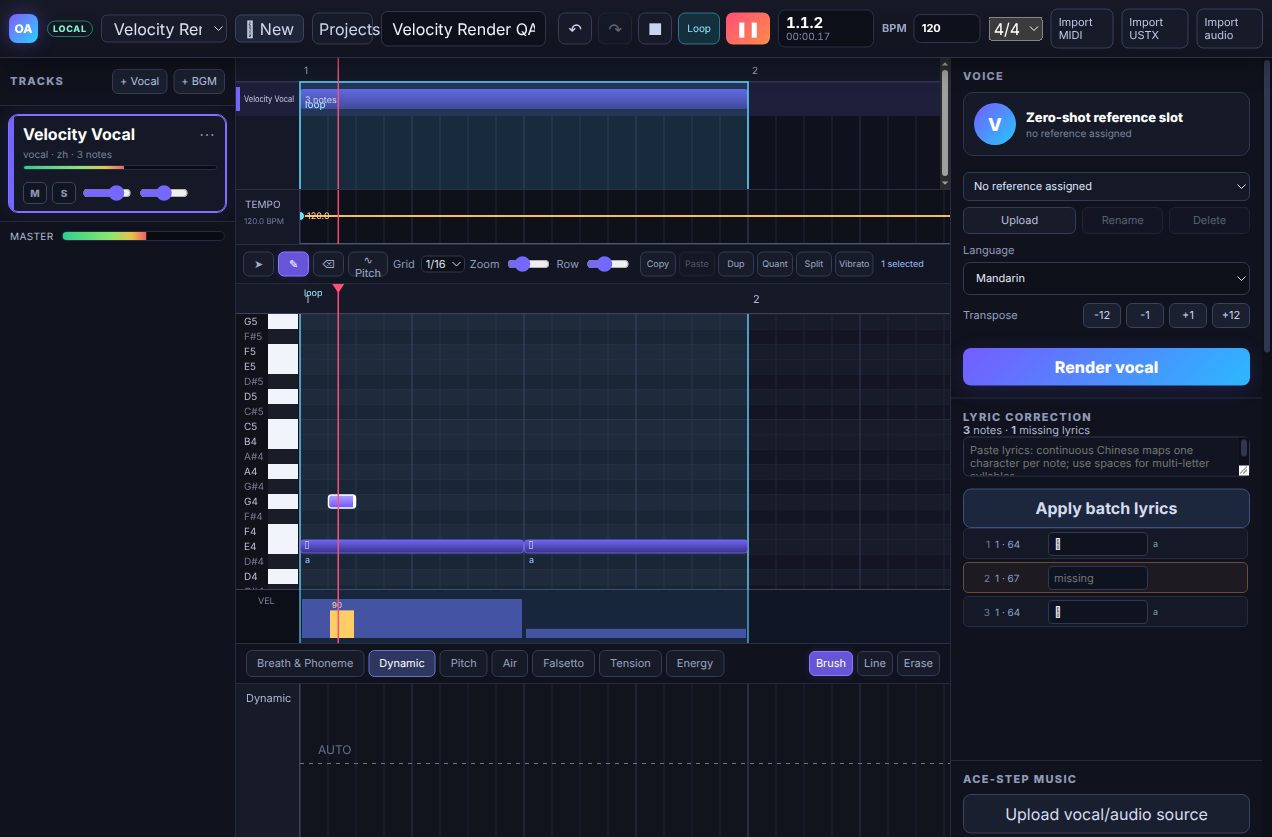 OA
LOCAL
Velocity Rer
New
Projects
Velocity Render QA
Loop
1.1.2
00:00.17
BPM
120
4/4
Import MIDI
Import USTX
Import audio
TRACKS
+ Vocal
+ BGM
Velocity Vocal
...
vocal · zh · 3 notes
M
S
MASTER
1
2
Velocity Vocal
3 notes
loop
TEMPO
120.0 BPM
120.0
Pitch
Grid
1/16
Zoom
Row
Copy
Paste
Dup
Quant
Split
Vibrato
1 selected
loop
1
2
G5
F#5
F5
E5
D#5
D5
C#5
C5
B4
A#4
A4
G#4
G4
F#4
F4
E4
D#4
D4
a
a
VEL
90
Breath & Phoneme
Dynamic
Pitch
Air
Falsetto
Tension
Energy
Brush
Line
Erase
Dynamic
AUTO
VOICE
V
Zero-shot reference slot
no reference assigned
No reference assigned
Upload
Rename
Delete
Language
Mandarin
Transpose
-12
-1
+1
+12
Render vocal
LYRIC CORRECTION
3 notes · 1 missing lyrics
Paste lyrics: continuous Chinese maps one
character per note; use spaces for multi-letter
Apply batch lyrics
1 1 · 64
a
2 1 · 67
missing
3 1 · 64
a
ACE-STEP MUSIC
Upload vocal/audio source